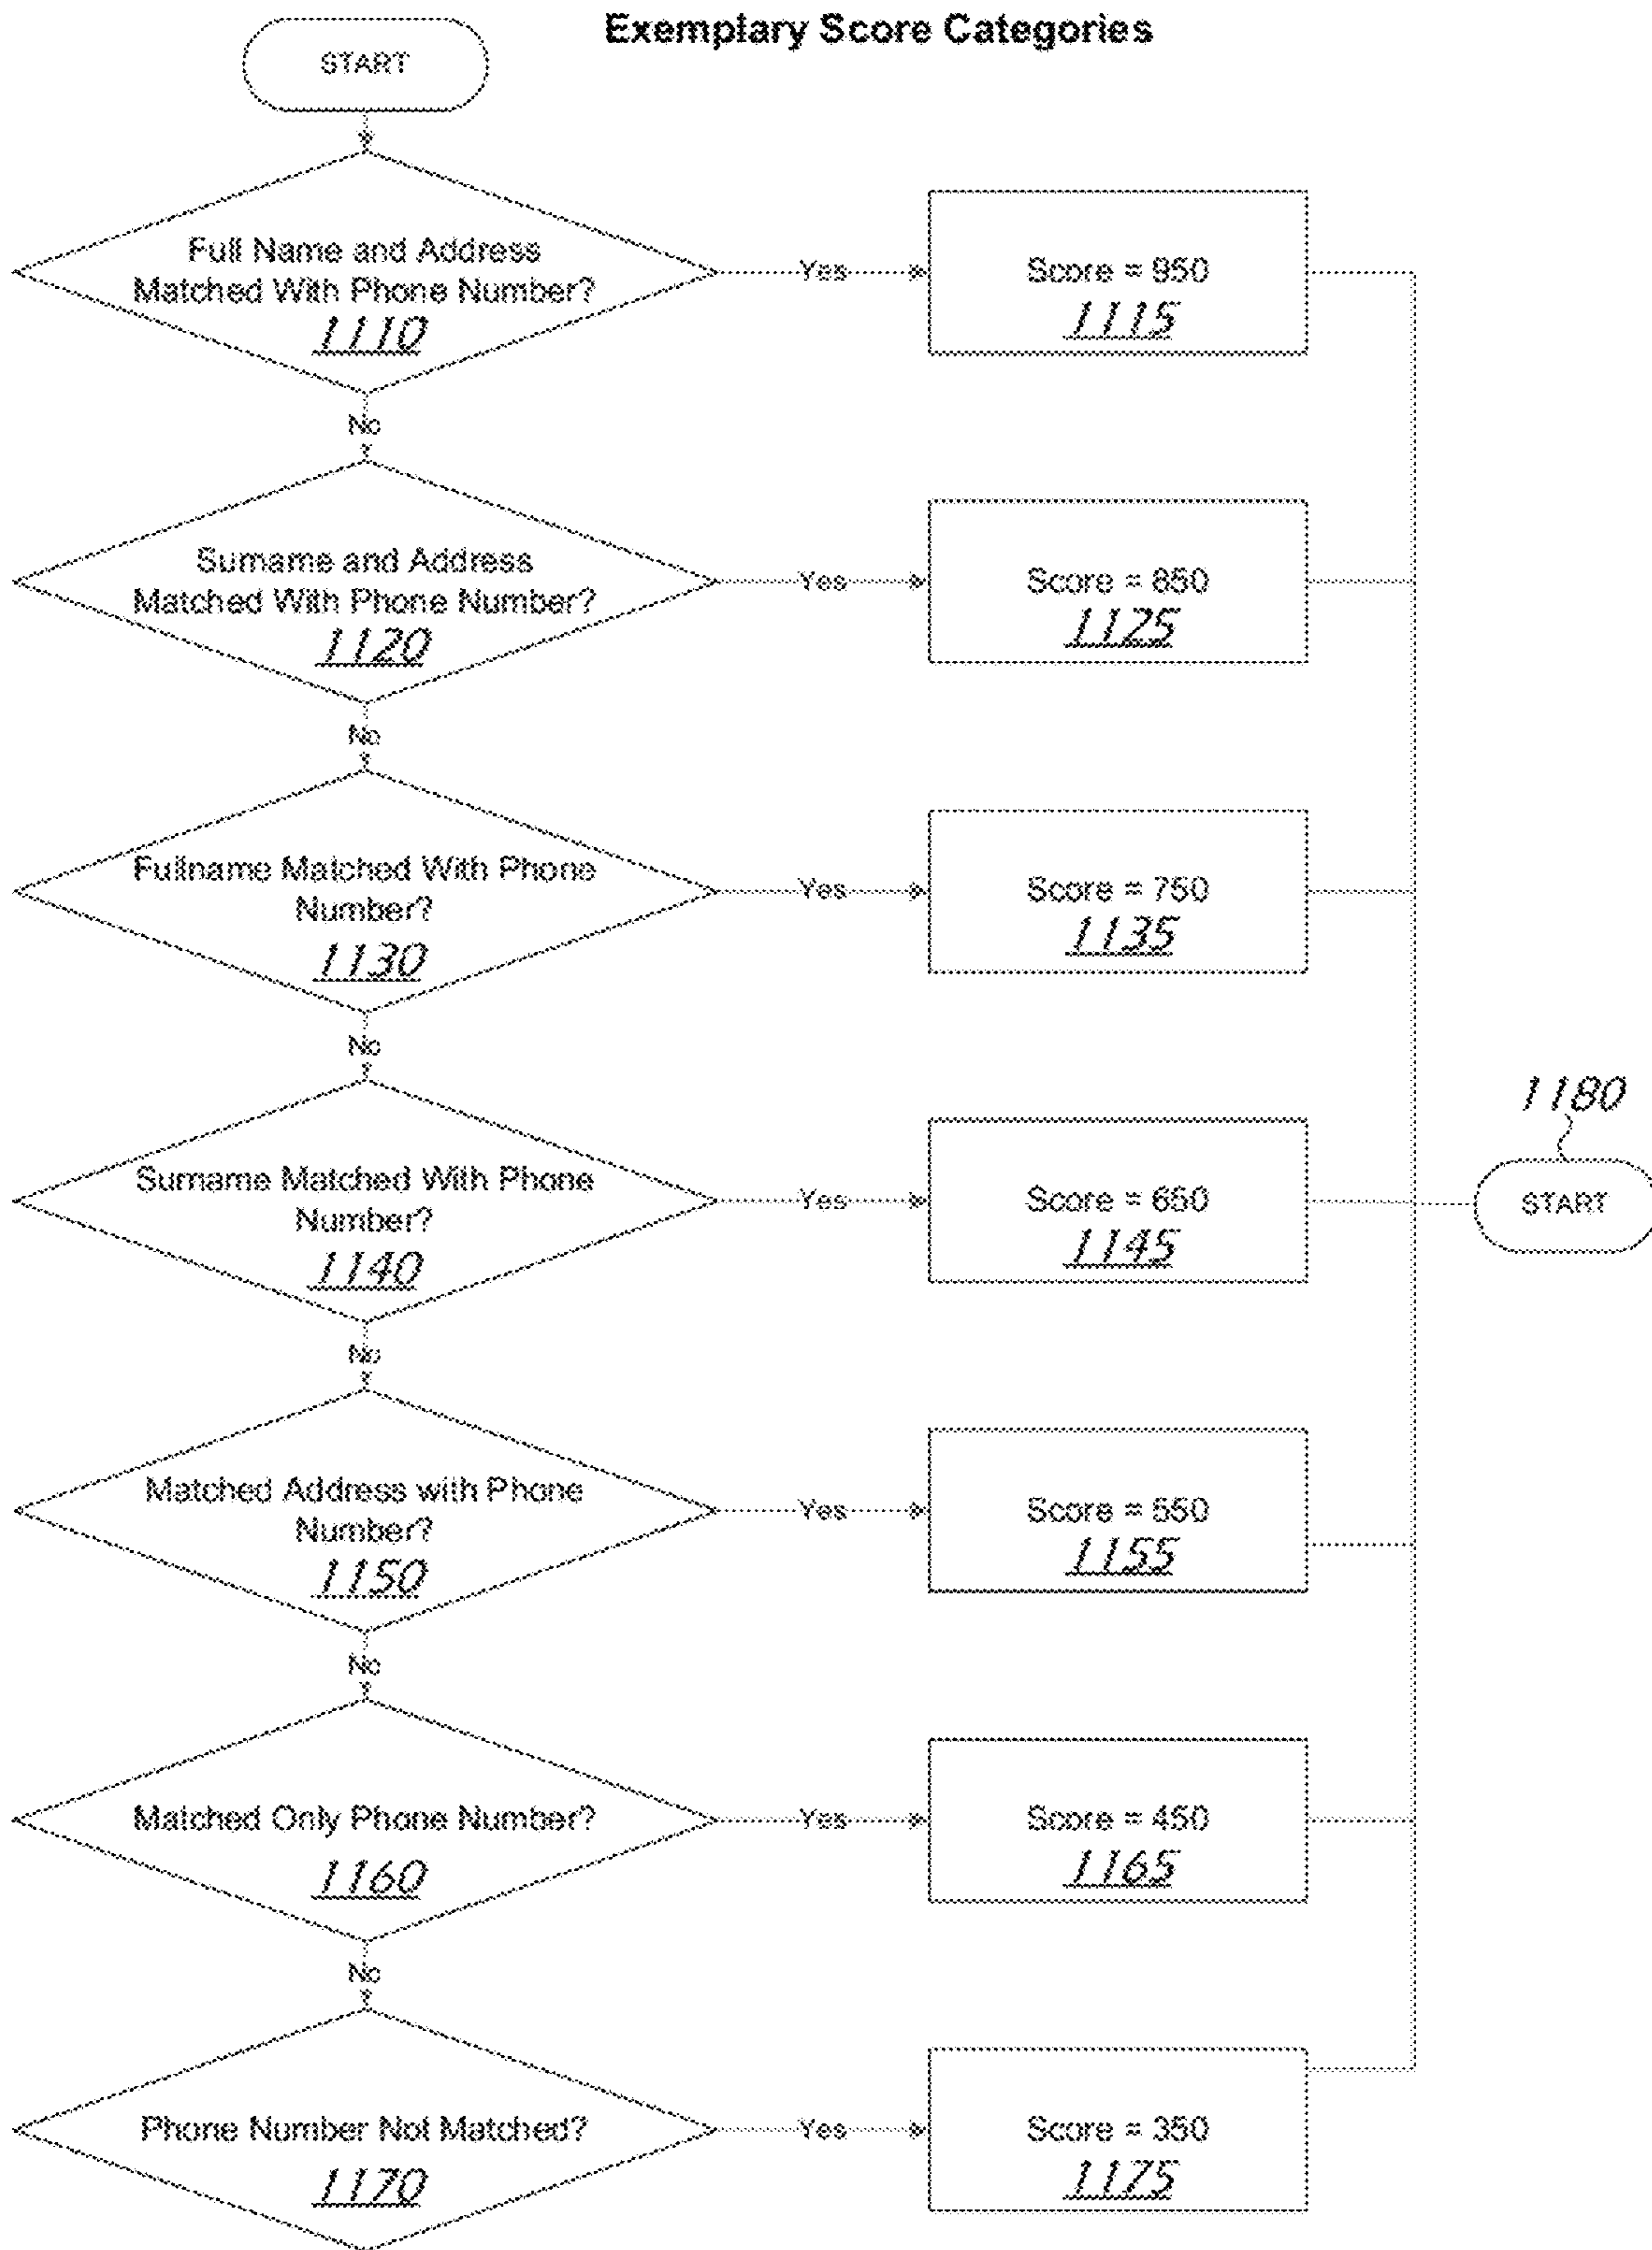 Exemplary Score Categories
START
Full Name and Address
Matched With Phone Number?
1110
Yes
Score = 950
1115
No
Surname and Address
Matched With Phone Number?
1120
Yes
Score = 850
1125
No
Fullname Matched With Phone
Number?
1130
Yes
Score = 750
1135
No
Surname Matched With Phone
Number?
1140
Yes
Score = 650
1145
1180
START
No
Matched Address with Phone
Number?
1150
Yes
Score = 550
1155
No
Matched Only Phone Number?
1160
Yes
Score = 450
1165
No
Phone Number Not Matched?
1170
Yes
Score = 350
1175